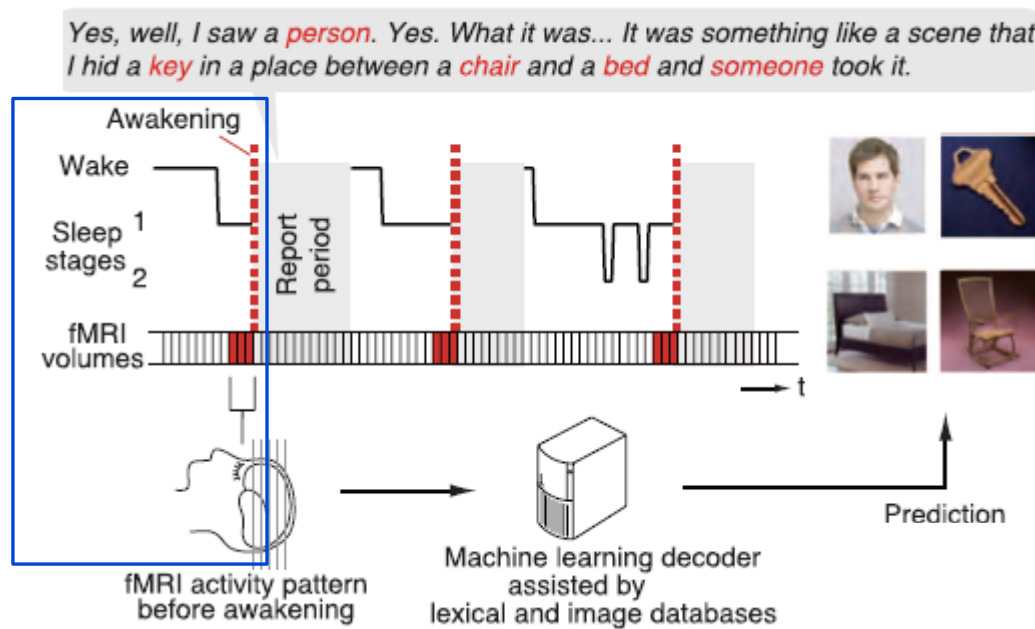 Yes, well, I saw a person. Yes. What it was... It was something like a scene that
I hid a key in a place between a chair and a bed and someone took it.
Awakening
Wake
Sleep
stages
1
2
Report
period
fMRI
volumes
t
Prediction
fMRI activity pattern
before awakening
Machine learning decoder
assisted by
lexical and image databases